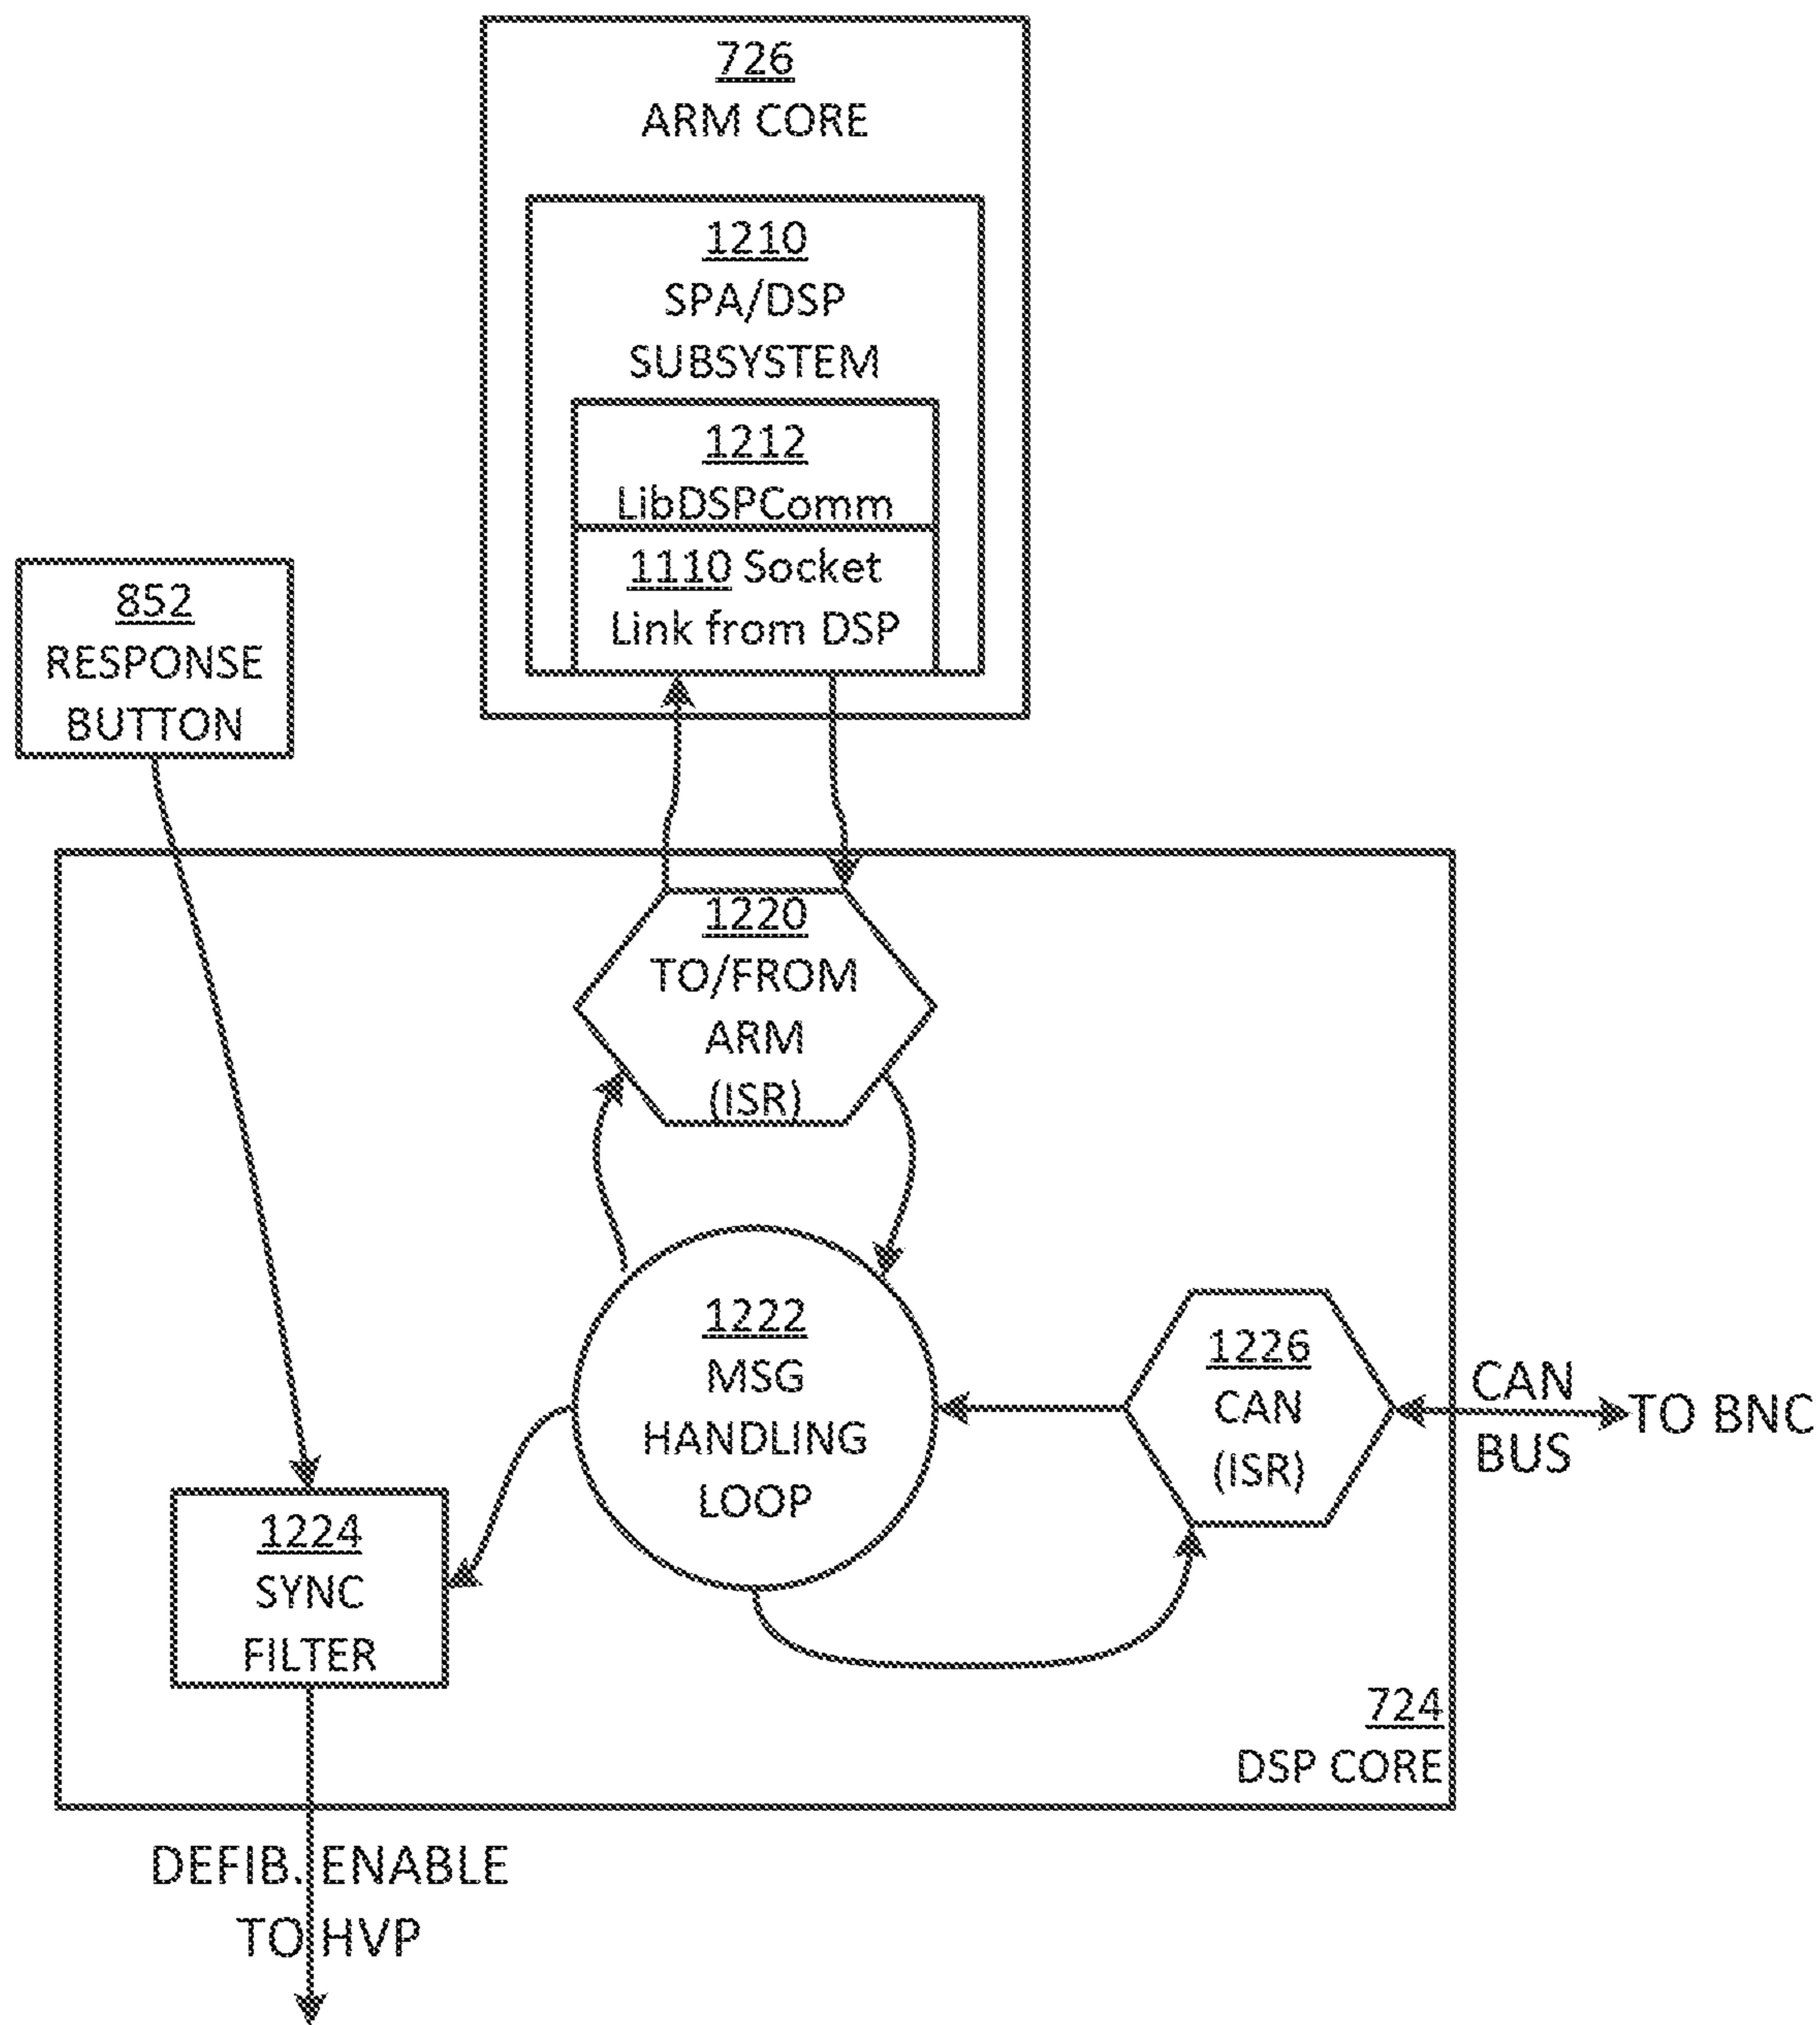 726
ARM CORE
1210
SPA/DSP
SUBSYSTEM
1212
LibDSPComm
1110 Socket
Link from DSP
852
RESPONSE
BUTTON
1220
TO/FROM
ARM
(ISR)
1222
MSG
HANDLING
LOOP
1226
CAN
(ISR)
CAN
BUS
TO BNC
1224
SYNC
FILTER
724
DSP CORE
DEFIB. ENABLE
TO HVP